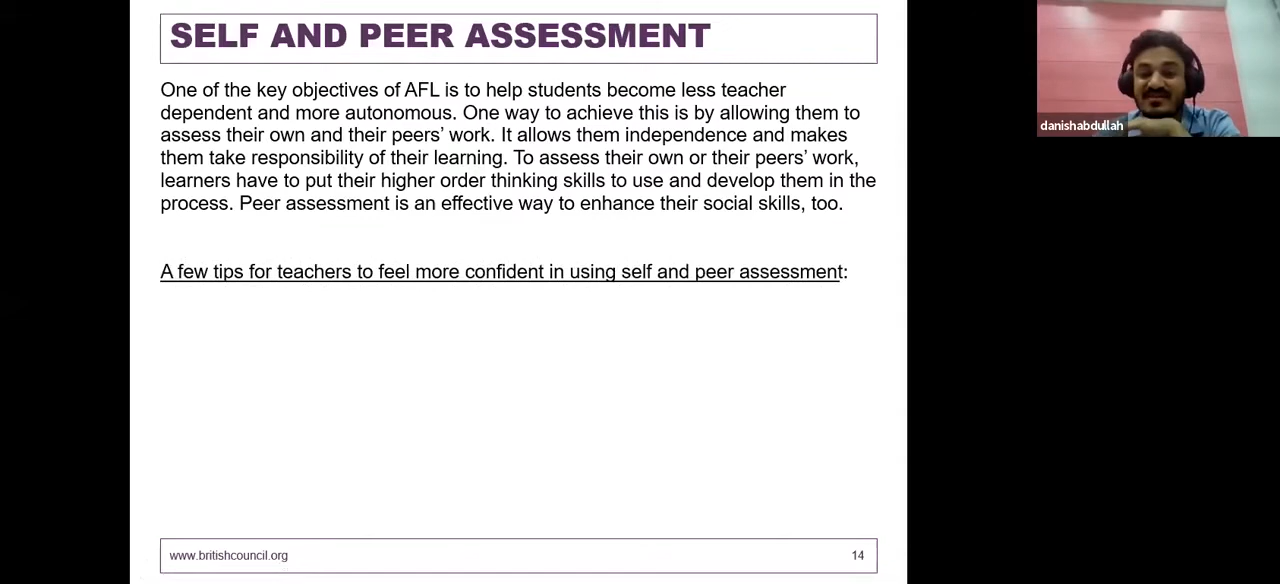 SELF AND PEER ASSESSMENT
One of the key objectives of AFL is to help students become less teacher
dependent and more autonomous. One way to achieve this is by allowing them to
assess their own and their peers’ work. It allows them independence and makes
them take responsibility of their learning. To assess their own or their peers’ work,
learners have to put their higher order thinking skills to use and develop them in the
process. Peer assessment is an effective way to enhance their social skills, too.
A few tips for teachers to feel more confident in using self and peer assessment:
www.britishcouncil.org
14
danishabdullah